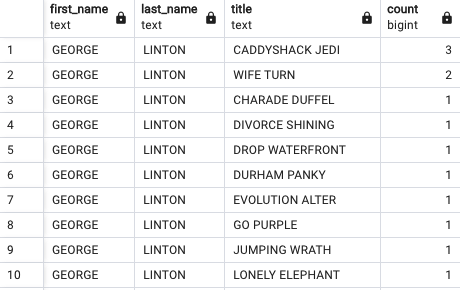 first_name last_name title count
text text text bigint
1 GEORGE LINTON CADDYSHACK JEDI 3
2 GEORGE LINTON WIFE TURN 2
3 GEORGE LINTON CHARADE DUFFEL 1
4 GEORGE LINTON DIVORCE SHINING 1
5 GEORGE LINTON DROP WATERFRONT 1
6 GEORGE LINTON DURHAM PANKY 1
7 GEORGE LINTON EVOLUTION ALTER 1
8 GEORGE LINTON GO PURPLE 1
9 GEORGE LINTON JUMPING WRATH 1
10 GEORGE LINTON LONELY ELEPHANT 1